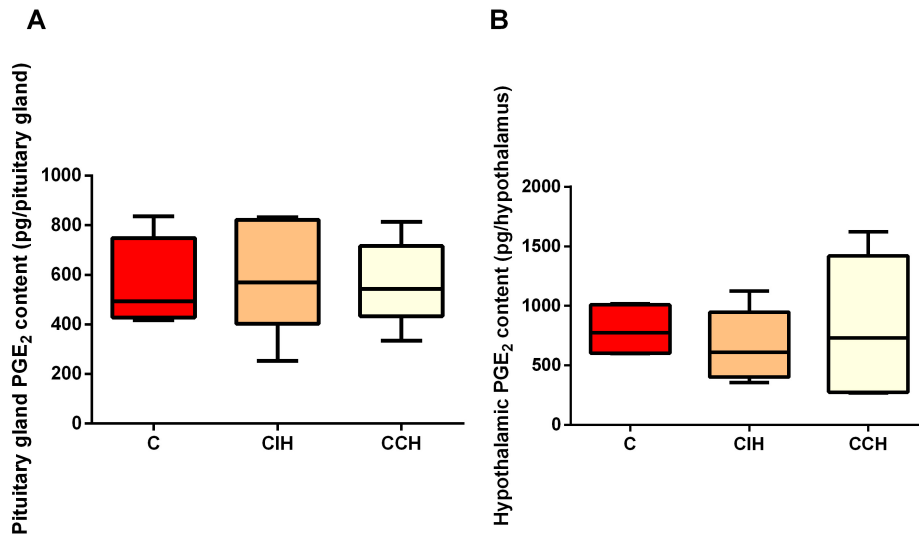 A
Pituitary gland PGE₂ content (pg/pituitary gland)
1000
800
600
400
200
0
C
CIH
CCH
B
Hypothalamic PGE₂ content (pg/hypothalamus)
2000
1500
1000
500
0
C
CIH
CCH